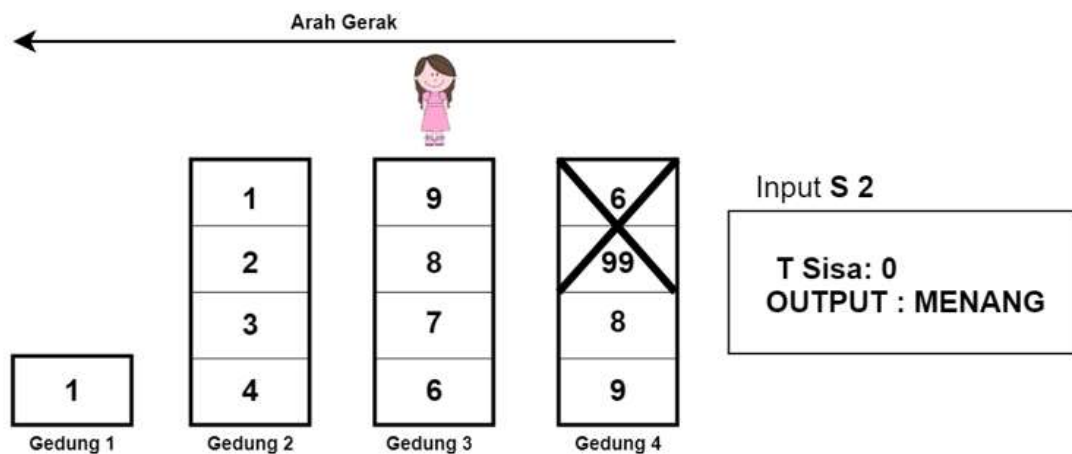 Arah Gerak
1 9 6
2 8 99
3 7 8
1 4 6 9
Gedung 1 Gedung 2 Gedung 3 Gedung 4
Input S 2
T Sisa: 0
OUTPUT : MENANG